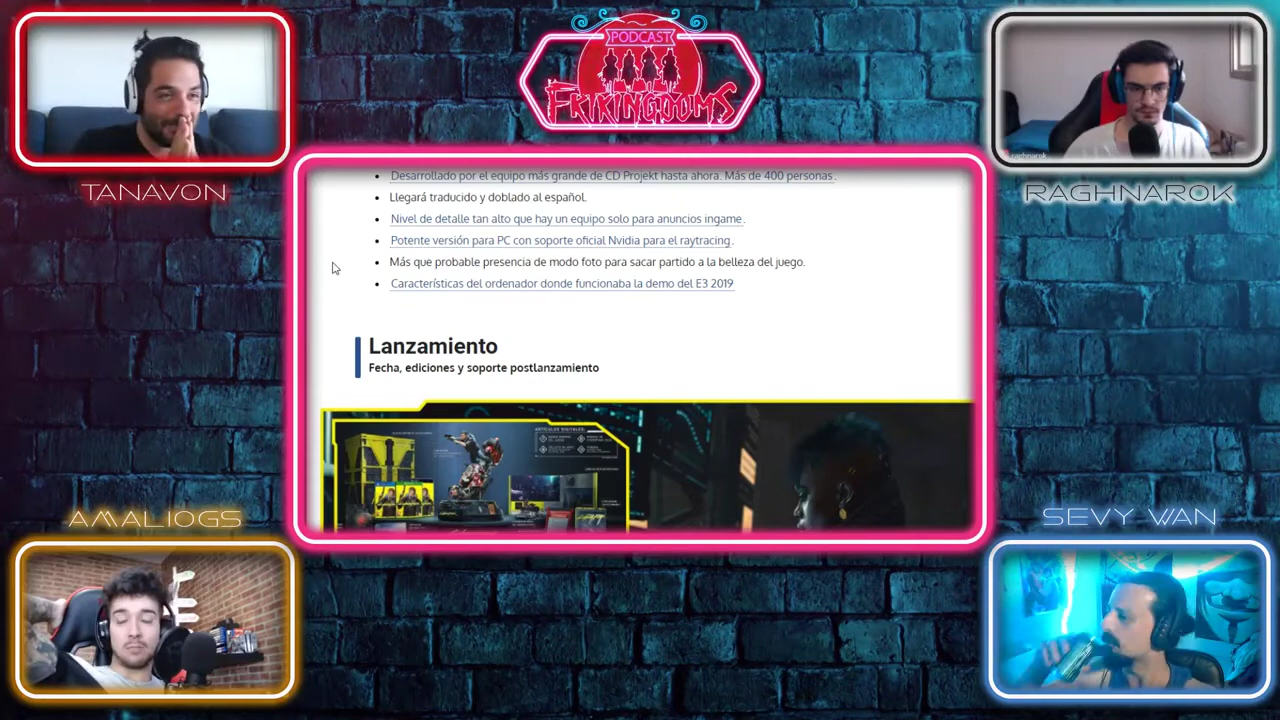 PODCAST
FRIKINGDOMS
TANAVON
raghnarok
RAGHNAROK
Desarrollado por el equipo más grande de CD Projekt hasta ahora. Más de 400 personas.
Llegará traducido y doblado al español.
Nivel de detalle tan alto que hay un equipo solo para anuncios ingame.
Potente versión para PC con soporte oficial Nvidia para el raytracing.
Más que probable presencia de modo foto para sacar partido a la belleza del juego.
Características del ordenador donde funcionaba la demo del E3 2019
Lanzamiento
Fecha, ediciones y soporte postlanzamiento
ARTÍCULOS DIGITALES:
AMALIOGS
SEVY WAN